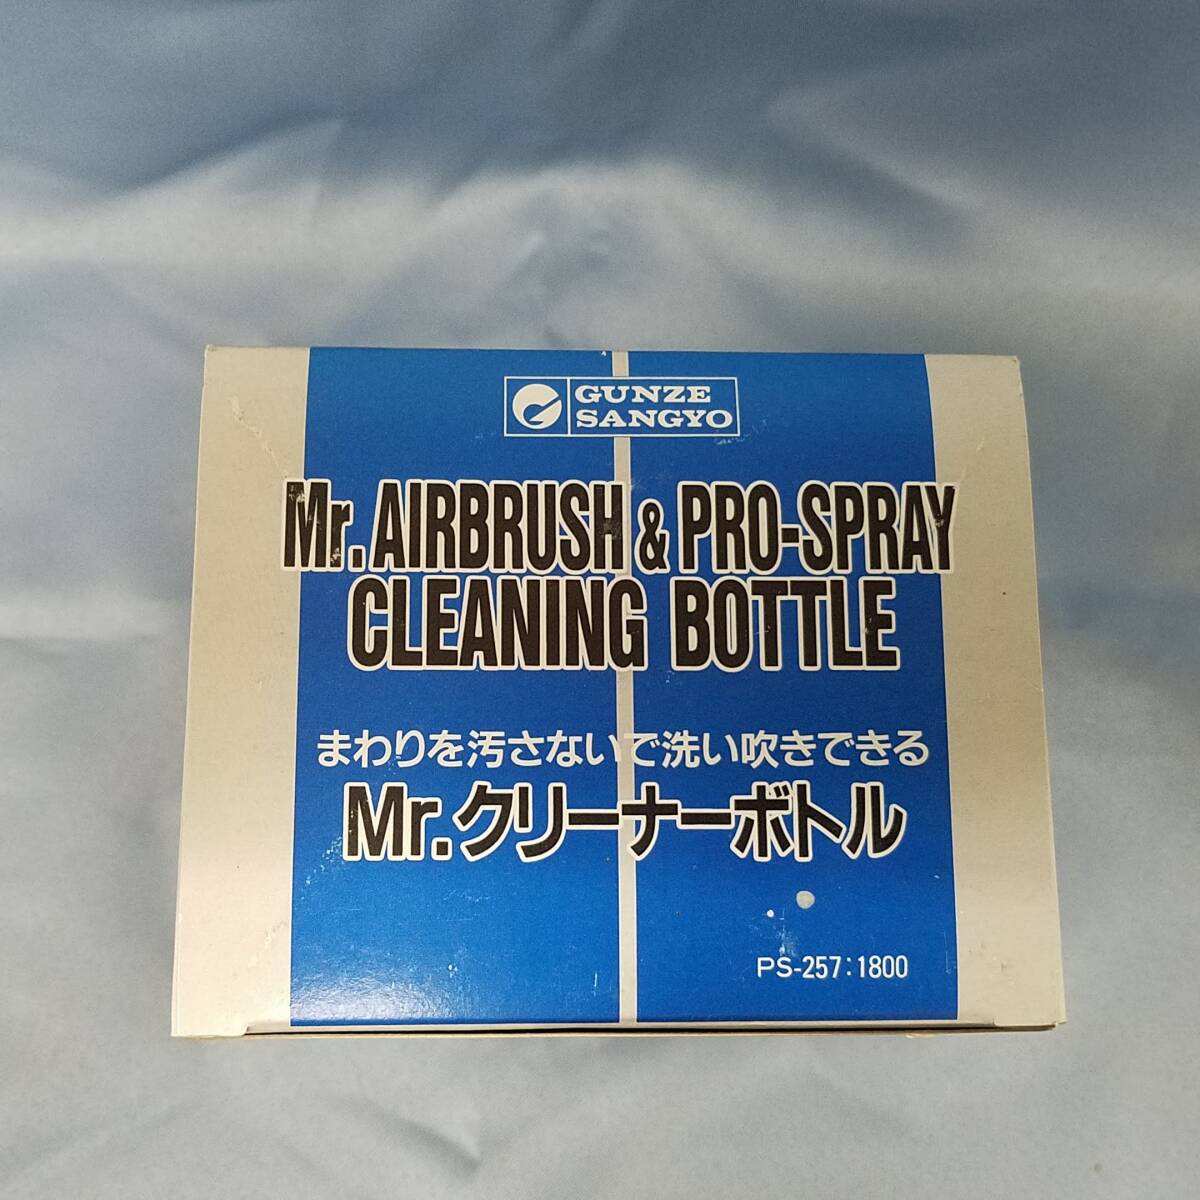 GUNZE
SANGYO
Mr. AIRBRUSH & PRO-SPRAY
CLEANING BOTTLE
まわりを汚さないで洗い吹きできる
Mr.クリーナーボトル
PS-257:1800